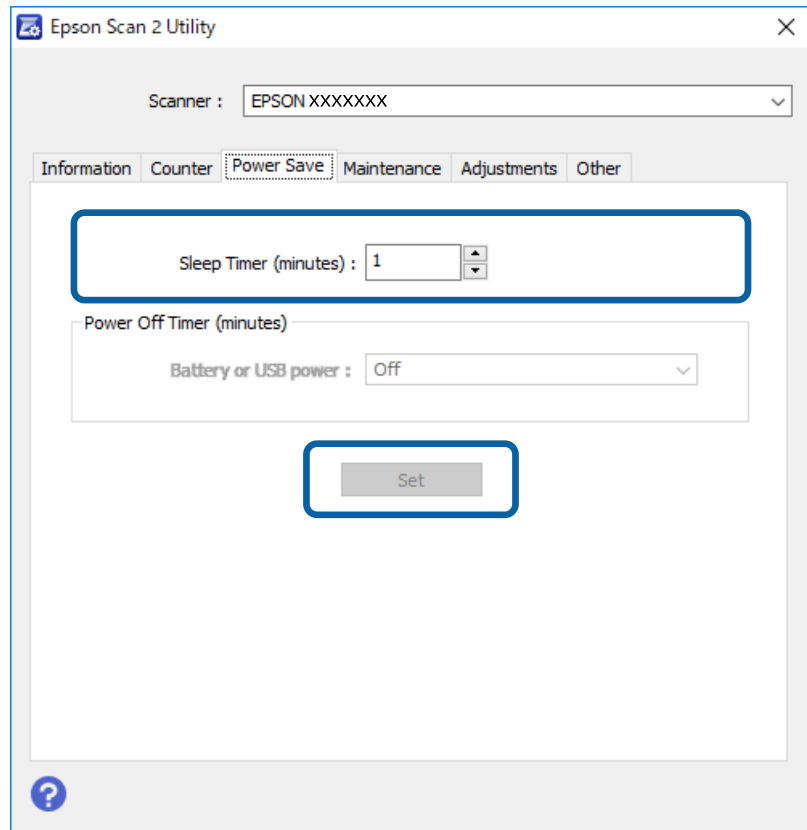 Epson Scan 2 Utility
Scanner : EPSON XXXXXXX
Information Counter Power Save Maintenance Adjustments Other
Sleep Timer (minutes) : 1
Power Off Timer (minutes)
Battery or USB power : Off
Set
?